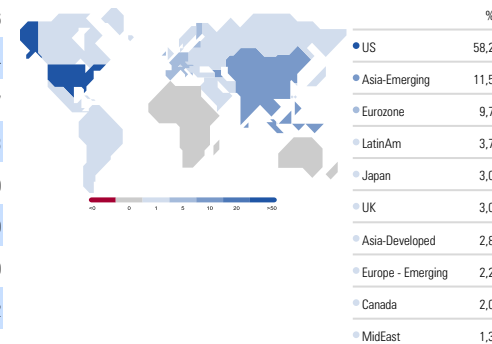 %
US 58,2
Asia-Emerging 11,5
Eurozone 9,7
LatinAm 3,7
Japan 3,0
UK 3,0
Asia-Developed 2,8
Europe - Emerging 2,2
Canada 2,0
MidEast 1,3
<0 0 1 5 10 20 >50